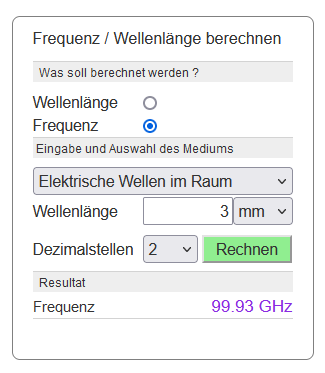 Frequenz / Wellenlänge berechnen
Was soll berechnet werden ?
Wellenlänge
Frequenz
Eingabe und Auswahl des Mediums
Elektrische Wellen im Raum
Wellenlänge 3 mm
Dezimalstellen 2 Rechnen
Resultat
Frequenz 99.93 GHz